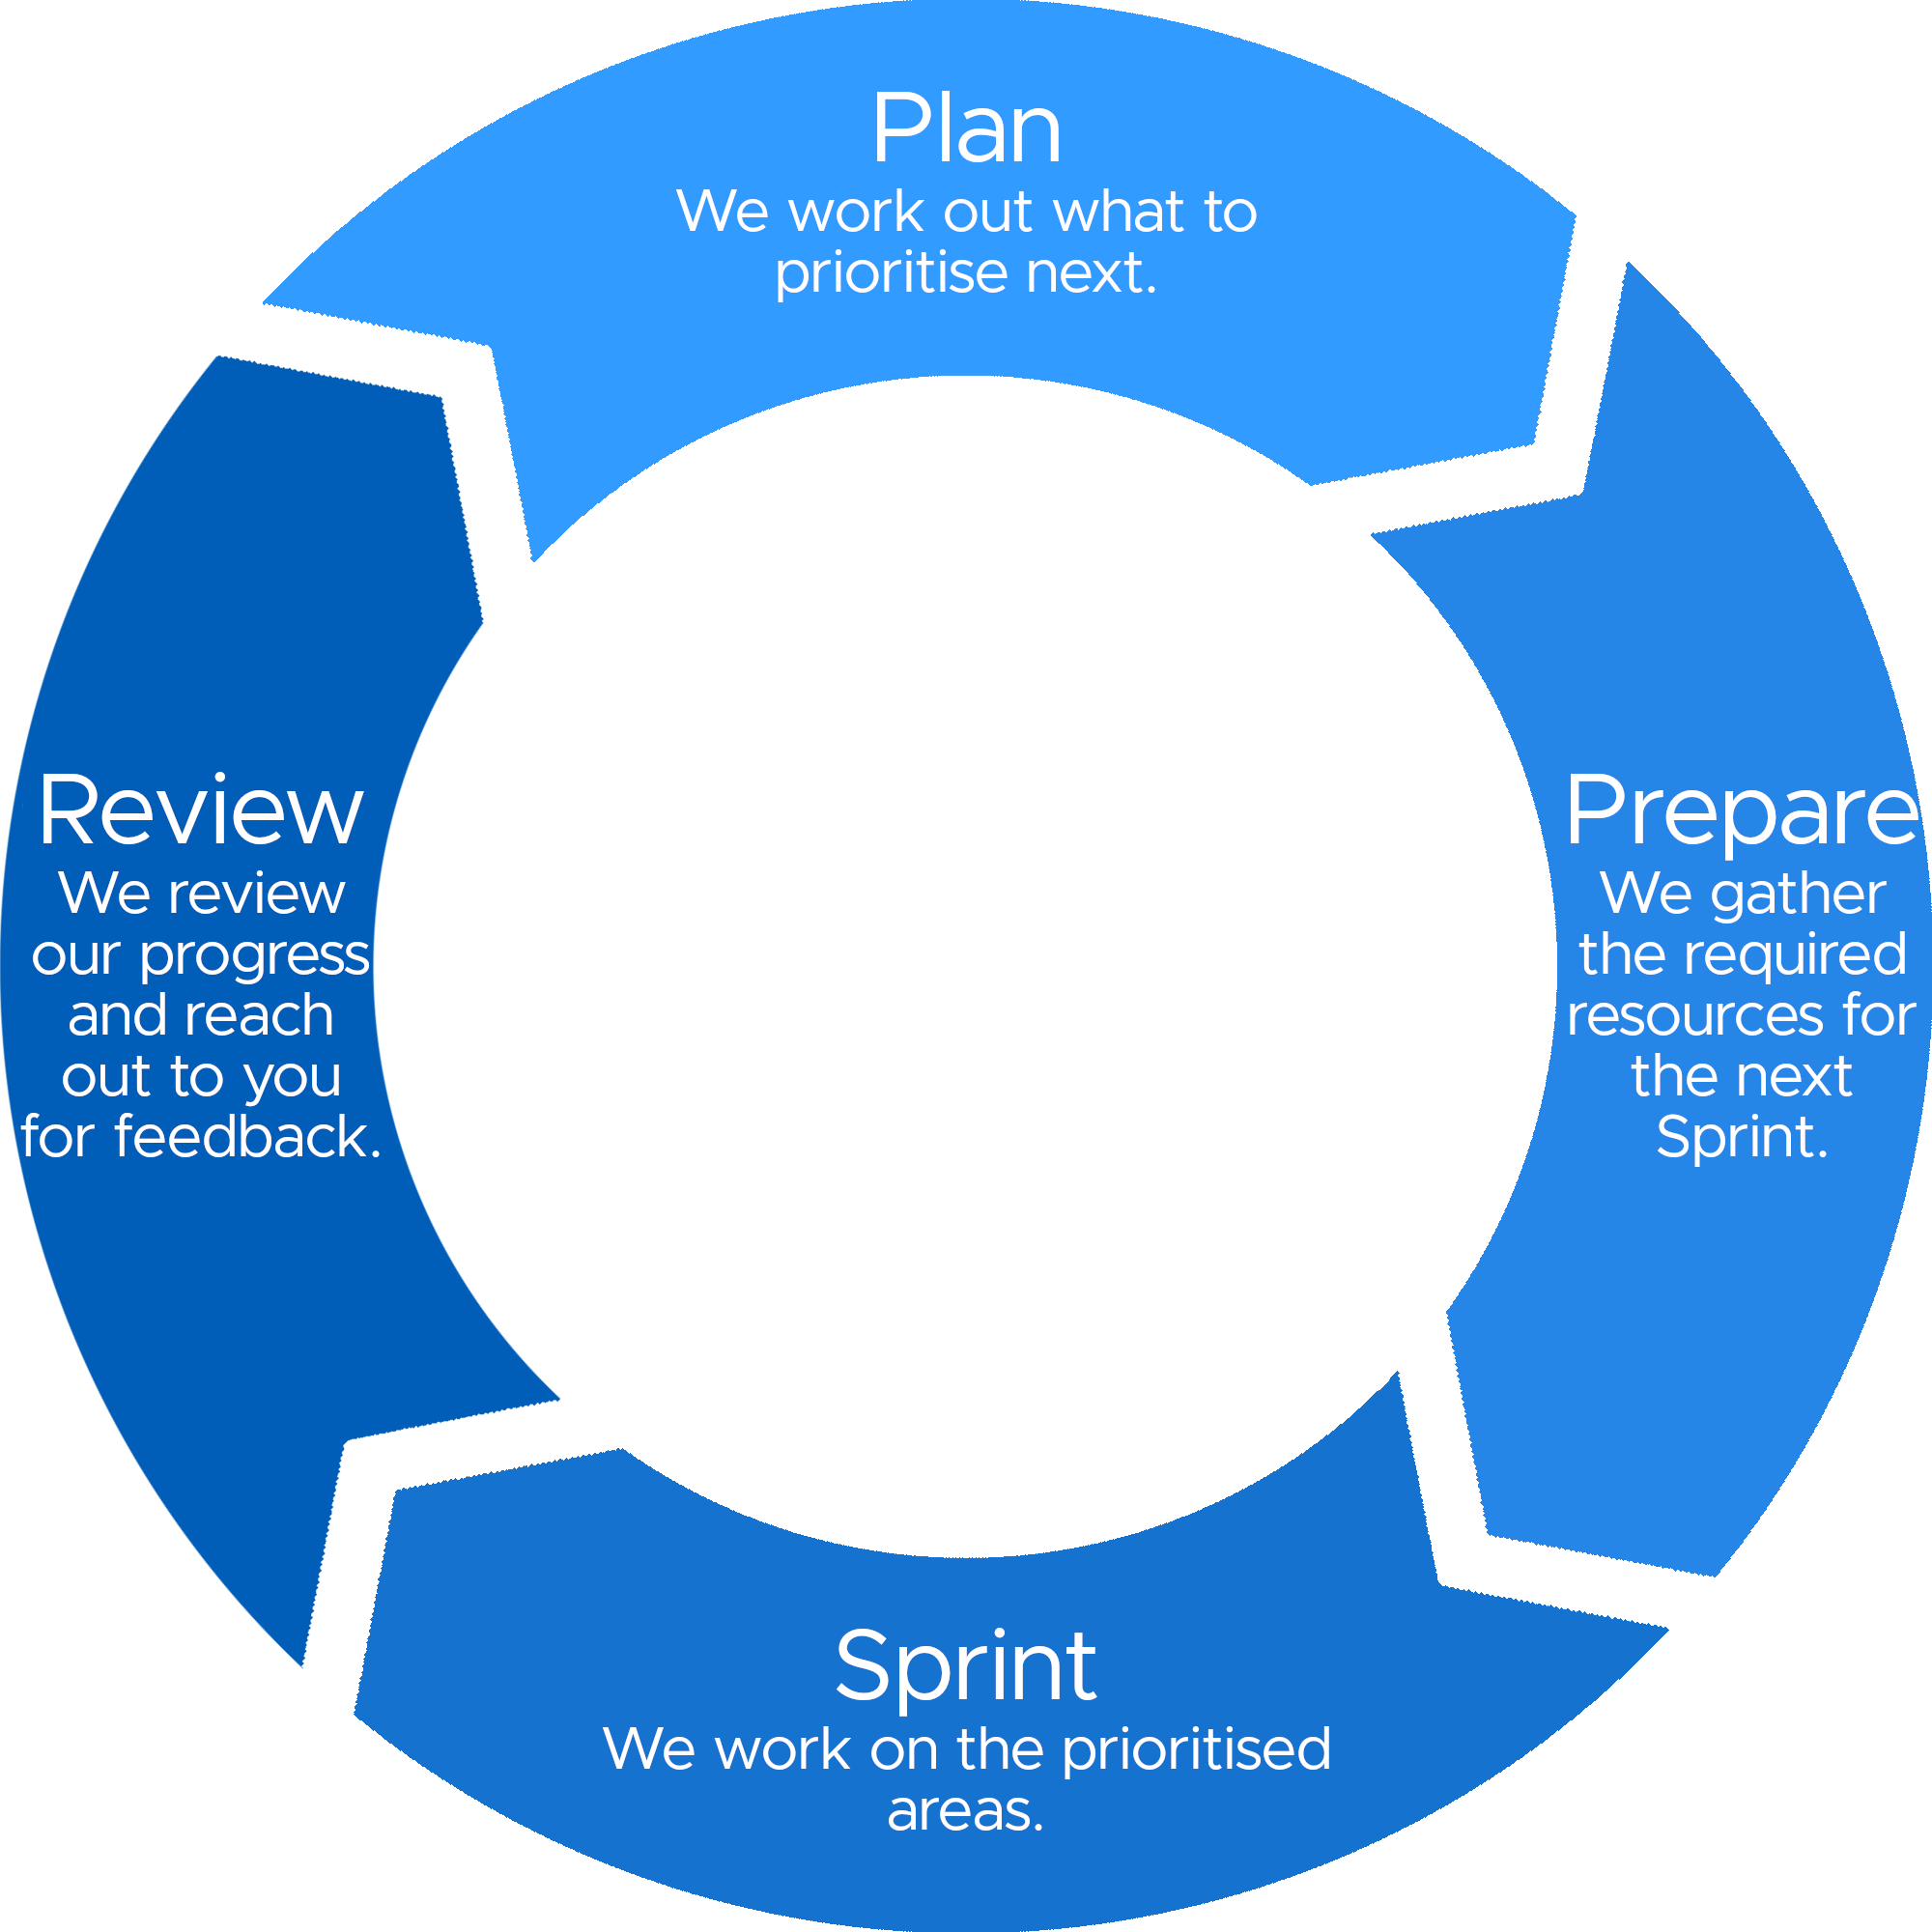 Plan
We work out what to
prioritise next.
Prepare
We gather
the required
resources for
the next
Sprint.
Sprint
We work on the prioritised
areas.
Review
We review
our progress
and reach
out to you
for feedback.